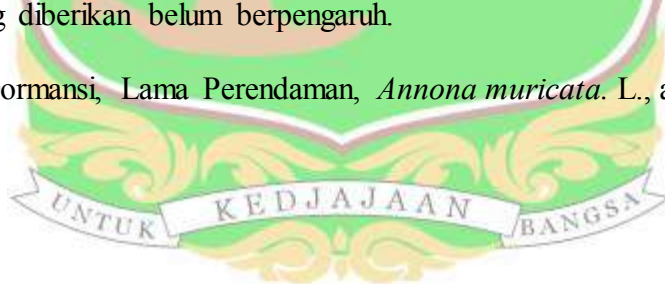 g diberikan belum berpengaruh.
ormansi, Lama Perendaman, Annona muricata. L., a
UNTUK KEDJAJAAN BANGSA